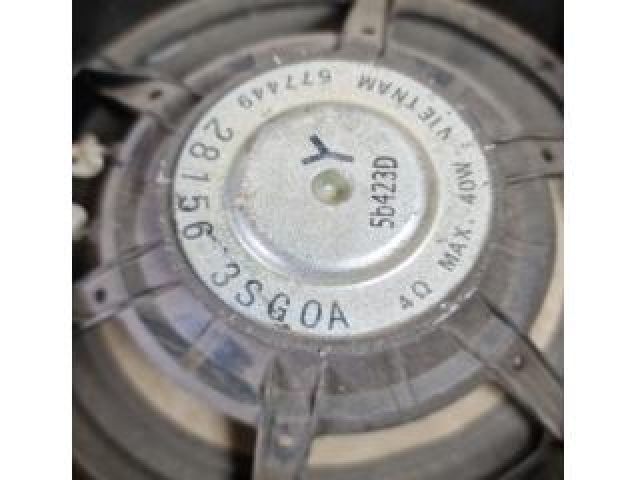 28156 3SG0A
4Ω MAX. 40W : VIETNAM 677449
Y
5b423D